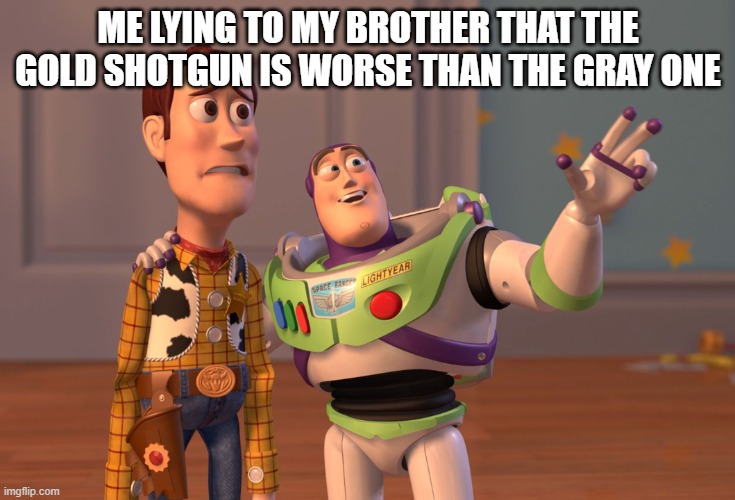 ME LYING TO MY BROTHER THAT THE
GOLD SHOTGUN IS WORSE THAN THE GRAY ONE
SPACE RANGER
LIGHTYEAR
imgflip.com